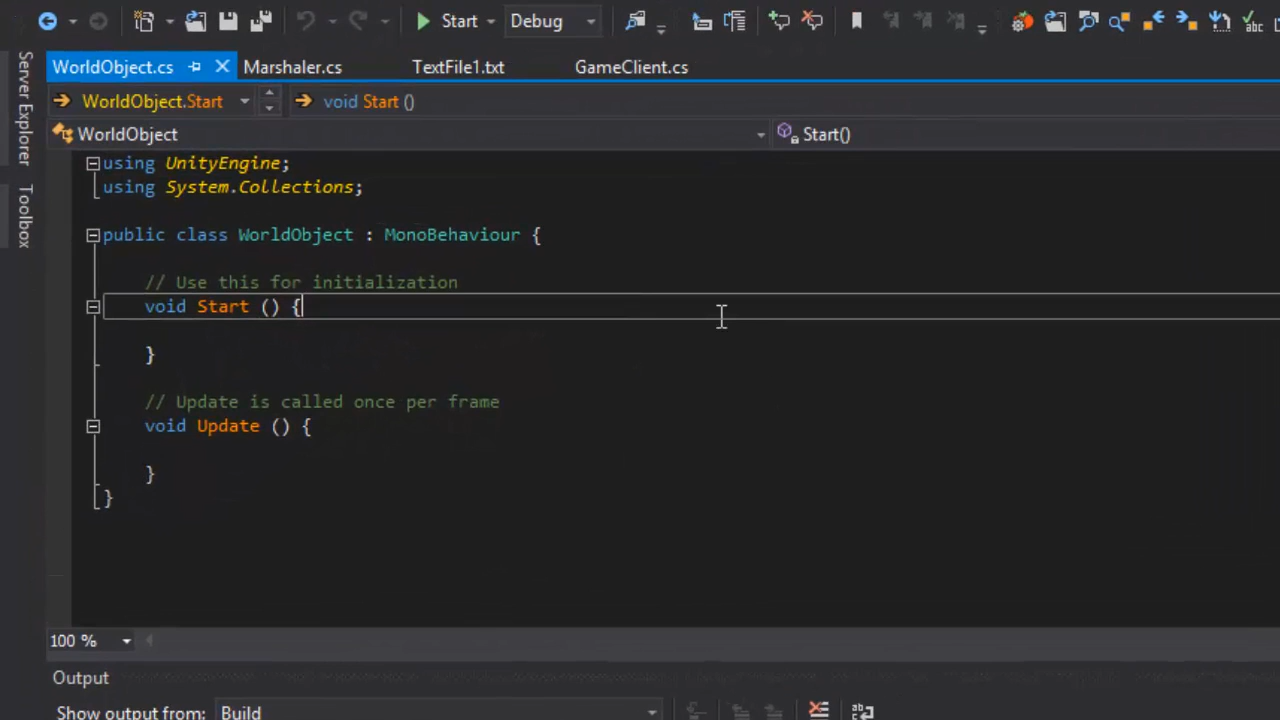 Start Debug abc
Server Explorer
Toolbox
WorldObject.cs Marshaler.cs TextFile1.txt GameClient.cs
WorldObject.Start void Start ()
WorldObject Start()
using UnityEngine;
using System.Collections;
public class WorldObject : MonoBehaviour {
// Use this for initialization
void Start () {
}
// Update is called once per frame
void Update () {
}
}
100 %
Output
Show output from: Build